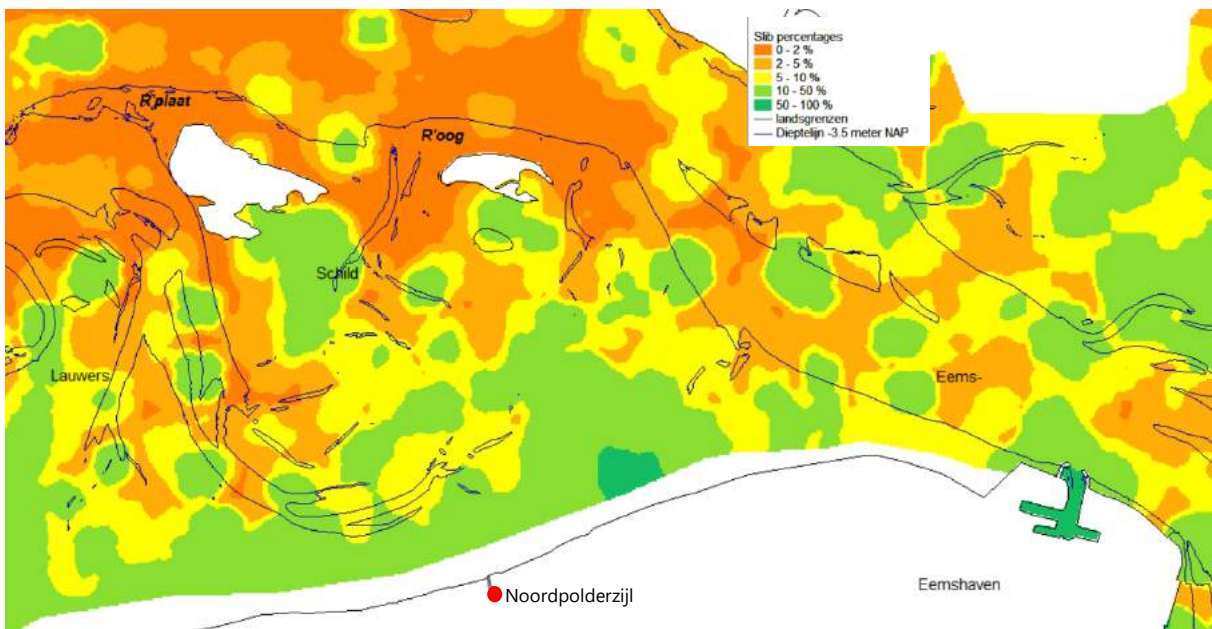 Slib percentages
0 - 2 %
2 - 5 %
5 - 10 %
10 - 50 %
50 - 100 %
landsgrenzen
Dieptelijn -3.5 meter NAP
R'plaat
R'oog
Schild
Lauwers
Eems-
Noordpolderzijl
Eemshaven